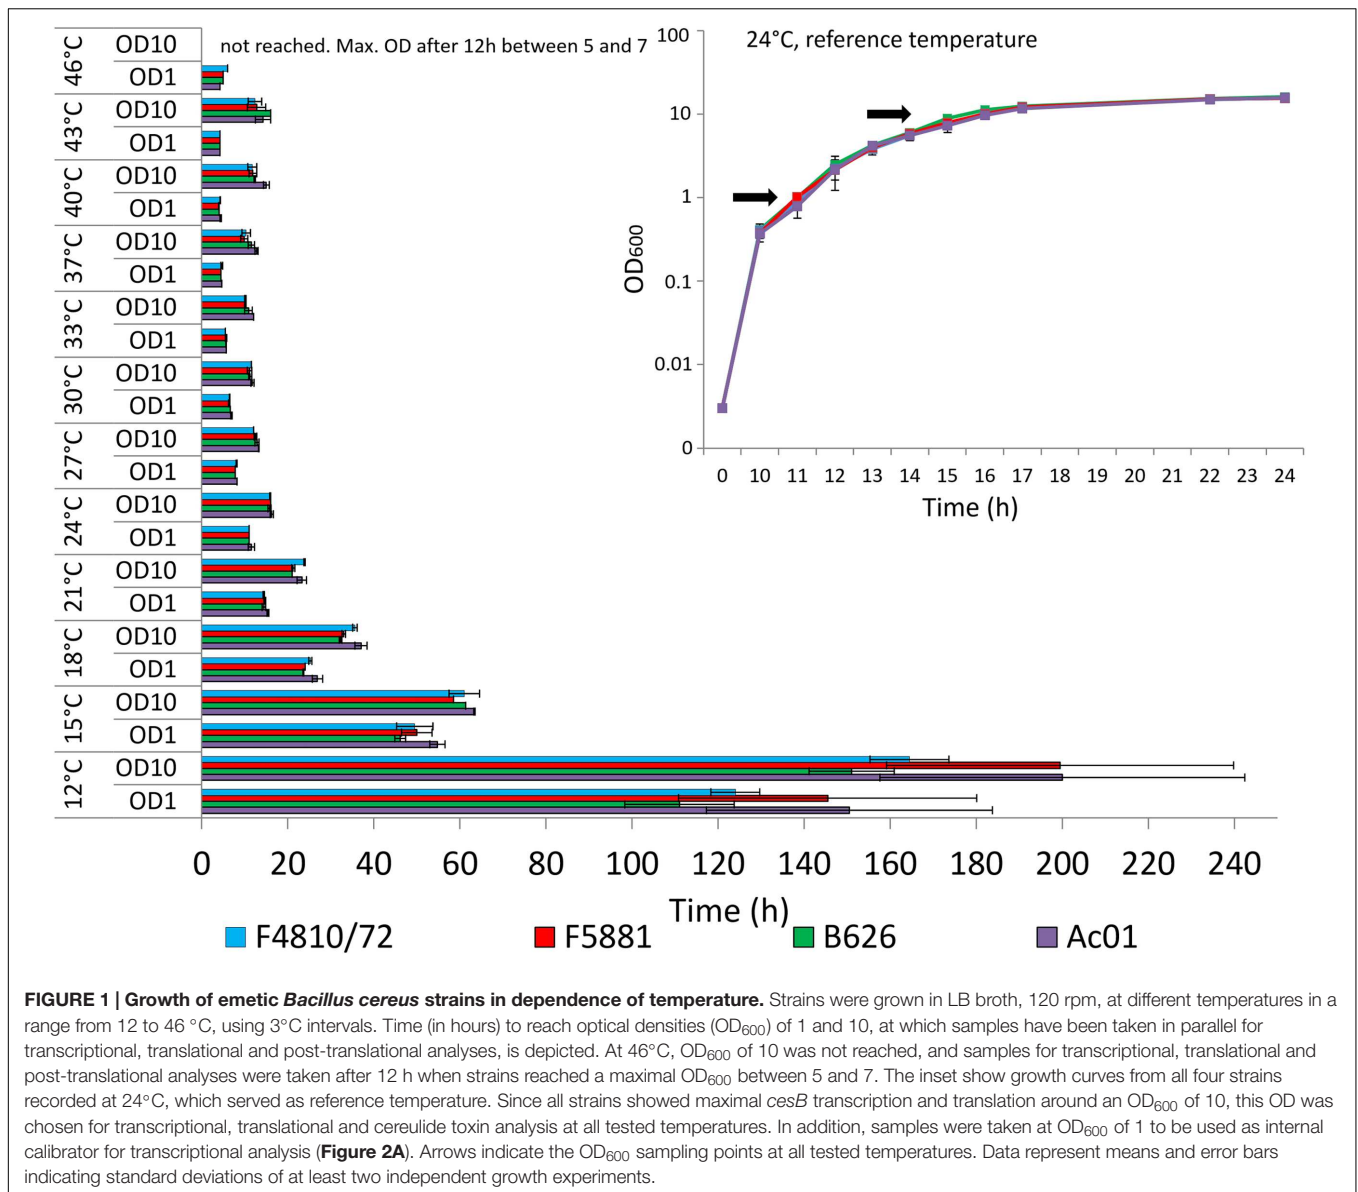 46°C
OD10
not reached. Max. OD after 12h between 5 and 7
OD1
43°C
OD10
OD1
40°C
OD10
OD1
37°C
OD10
OD1
33°C
OD10
OD1
30°C
OD10
OD1
27°C
OD10
OD1
24°C
OD10
OD1
21°C
OD10
OD1
18°C
OD10
OD1
15°C
OD10
OD1
12°C
OD10
OD1
0 20 40 60 80 100 120 140 160 180 200 220 240
Time (h)
24°C, reference temperature
OD600
100
10
1
0.1
0.01
0
0 10 11 12 13 14 15 16 17 18 19 20 21 22 23 24
Time (h)
F4810/72 F5881 B626 Ac01
FIGURE 1 | Growth of emetic Bacillus cereus strains in dependence of temperature. Strains were grown in LB broth, 120 rpm, at different temperatures in a
range from 12 to 46 °C, using 3°C intervals. Time (in hours) to reach optical densities (OD600) of 1 and 10, at which samples have been taken in parallel for
transcriptional, translational and post-translational analyses, is depicted. At 46°C, OD600 of 10 was not reached, and samples for transcriptional, translational and
post-translational analyses were taken after 12 h when strains reached a maximal OD600 between 5 and 7. The inset show growth curves from all four strains
recorded at 24°C, which served as reference temperature. Since all strains showed maximal cesB transcription and translation around an OD600 of 10, this OD was
chosen for transcriptional, translational and cereulide toxin analysis at all tested temperatures. In addition, samples were taken at OD600 of 1 to be used as internal
calibrator for transcriptional analysis (Figure 2A). Arrows indicate the OD600 sampling points at all tested temperatures. Data represent means and error bars
indicating standard deviations of at least two independent growth experiments.